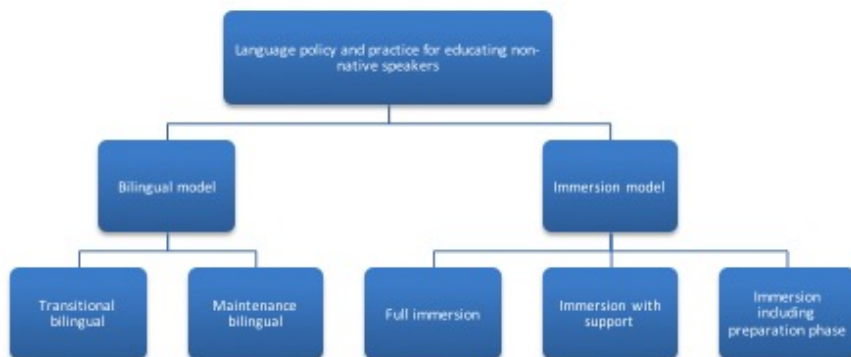 Language policy and practice for educating non-
native speakers
Bilingual model
Immersion model
Transitional
bilingual
Maintenance
bilingual
Full immersion
Immersion with
support
Immersion
including
preparation phase